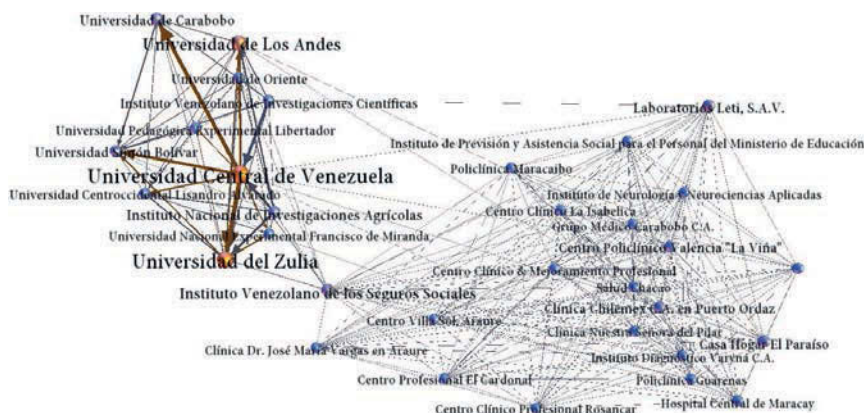 Universidad de Carabobo
Universidad de Los Andes
Universidad de Oriente
Instituto Venezolano de Investigaciones Científicas
Laboratorios Leti, S.A.V.
Universidad Pedagógica Experimental Libertador
Instituto de Previsión y Asistencia Social para el Personal del Ministerio de Educación
Universidad Simón Bolívar
Policlínica Maracaibo
Universidad Central de Venezuela
Universidad Centroccidental Lisandro Alvarado
Instituto de Neurología y Neurociencias Aplicadas
Instituto Nacional de Investigaciones Agrícolas
Centro Clínico La Isabelica
Grupo Médico Carabobo C.A.
Universidad Nacional Experimental Francisco de Miranda
Centro Policlínico Valencia "La Viña"
Universidad del Zulia
Centro Clínico & Mejoramiento Profesional
Instituto Venezolano de los Seguros Sociales
Salud Chacao
Clínica Chilemex C.A. en Puerto Ordaz
Centro Villa Sol, Araure
Clínica Nuestra Señora del Pilar
Casa Hogar El Paraíso
Clínica Dr. José María Vargas en Araure
Instituto Diagnóstico Varyná C.A.
Centro Profesional El Cardonal
Policlínica Guarenas
Hospital Central de Maracay
Centro Clínico Profesional Rosancar